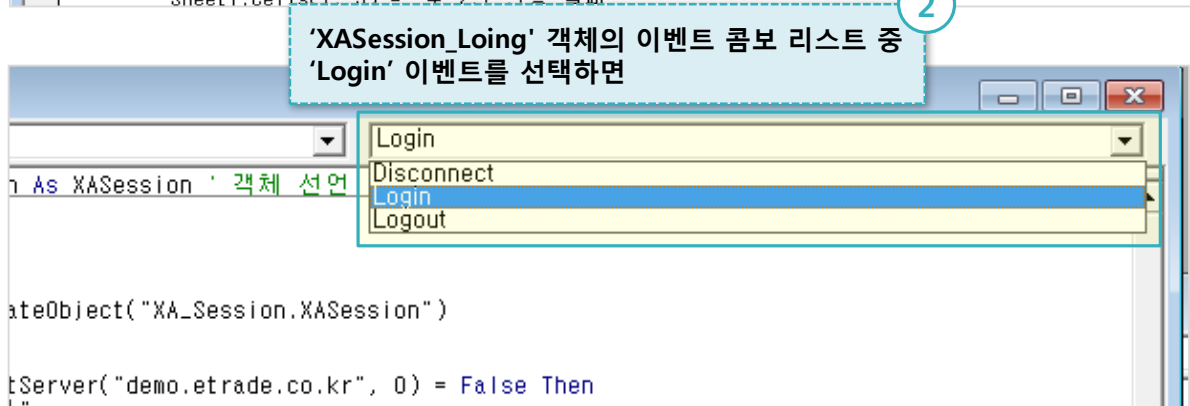 2
‘XASession_Loing' 객체의 이벤트 콤보 리스트 중
‘Login’ 이벤트를 선택하면
Login
Disconnect
As XASession ' 객체 선언
Login
Logout
ateObject("XA_Session.XASession")
tServer("demo.etrade.co.kr", 0) = False Then